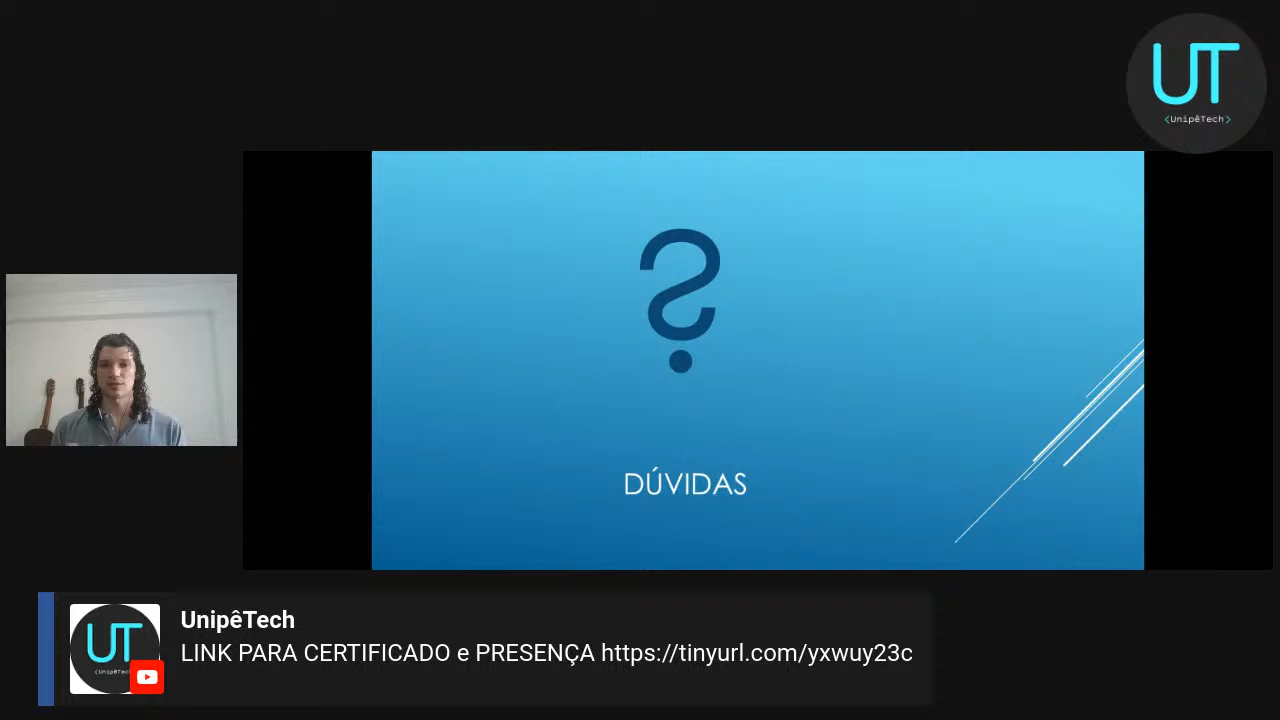 UT
<UnipêTech>
?
DÚVIDAS
UT
UnipêTech
LINK PARA CERTIFICADO e PRESENÇA https://tinyurl.com/yxwuy23c